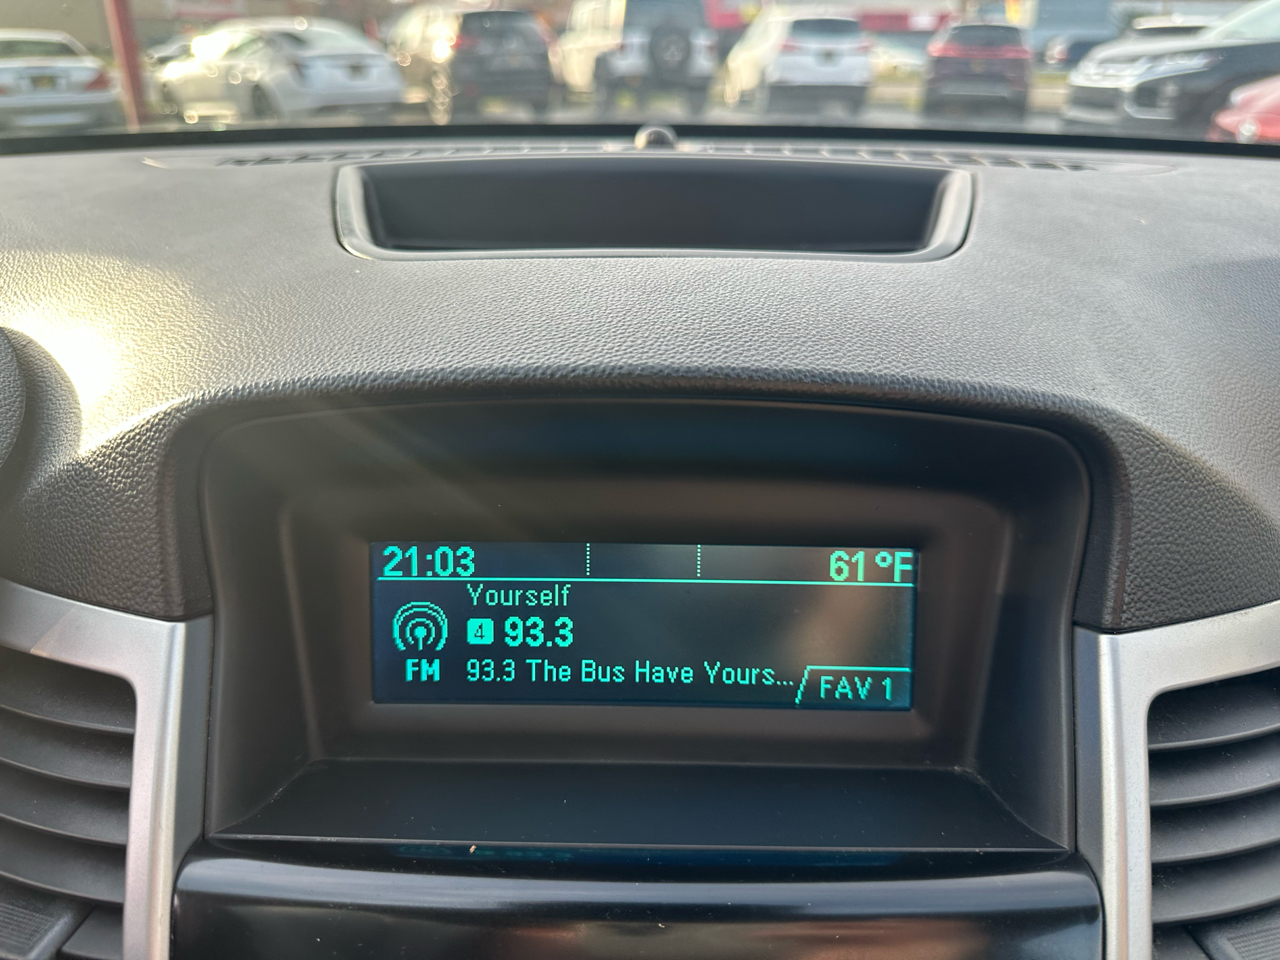 21:03
61°F
Yourself
4 93.3
FM
93.3 The Bus Have Yours...
FAV 1